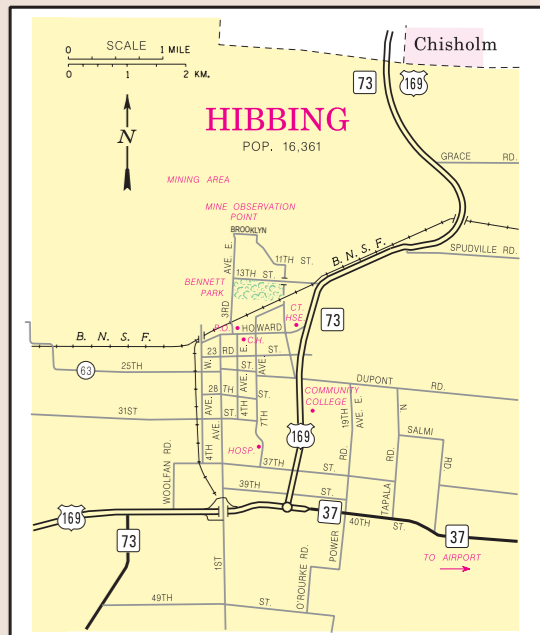 SCALE
0 1 MILE
0 1 2 KM.
N
Chisholm
73
169
HIBBING
POP. 16,361
GRACE RD.
MINING AREA
MINE OBSERVATION
POINT
BROOKLYN
11TH ST.
B. N. S. F.
SPUDVILLE RD.
AVE. E.
3RD
13TH ST.
BENNETT
PARK
CT.
HSE.
73
P.O.
HOWARD
C.H.
B. N. S. F.
23 RD ST.
63
25TH
W.
E.
AVE.
DUPONT RD.
28 TH ST.
AVE.
4TH
AVE.
4TH
7TH
COMMUNITY
COLLEGE
31ST ST.
19TH
AVE. E.
N
SALMI
RD.
169
HOSP.
37TH ST.
WOOLFAN RD.
39TH ST.
RD.
POWER
TAPALA
RD.
169
37
40TH ST.
37
73
TO AIRPORT
1ST
O'ROURKE RD.
49TH ST.